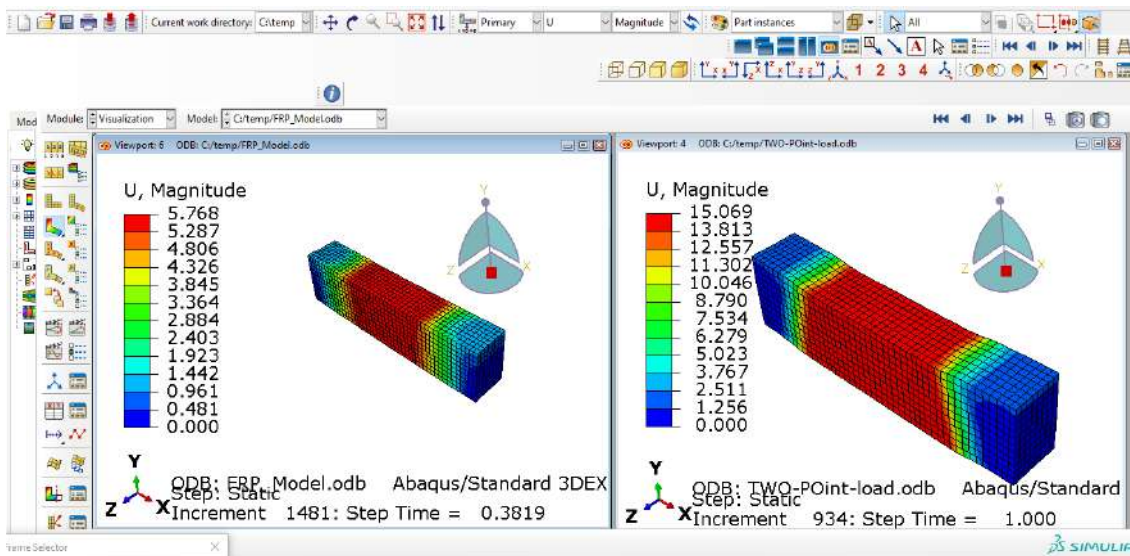 Current work directory: C:\temp Primary U Magnitude Part instances All
1 2 3 4
Module: Visualization Model: C:/temp/FRP_Model.odb
Viewport: 6 ODB: C:/temp/FRP_Model.odb
U, Magnitude
5.768
5.287
4.806
4.326
3.845
3.364
2.884
2.403
1.923
1.442
0.961
0.481
0.000
Y
Z
X
Y
Z
X
ODB: FRP_Model.odb Abaqus/Standard 3DEX
Step: Static
Increment 1481: Step Time = 0.3819
Viewport: 4 ODB: C:/temp/TWO-POint-load.odb
U, Magnitude
15.069
13.813
12.557
11.302
10.046
8.790
7.534
6.279
5.023
3.767
2.511
1.256
0.000
Y
Z
X
Y
Z
X
ODB: TWO-POint-load.odb Abaqus/Standard
Step: Static
Increment 934: Step Time = 1.000
Frame Selector
SIMULIA